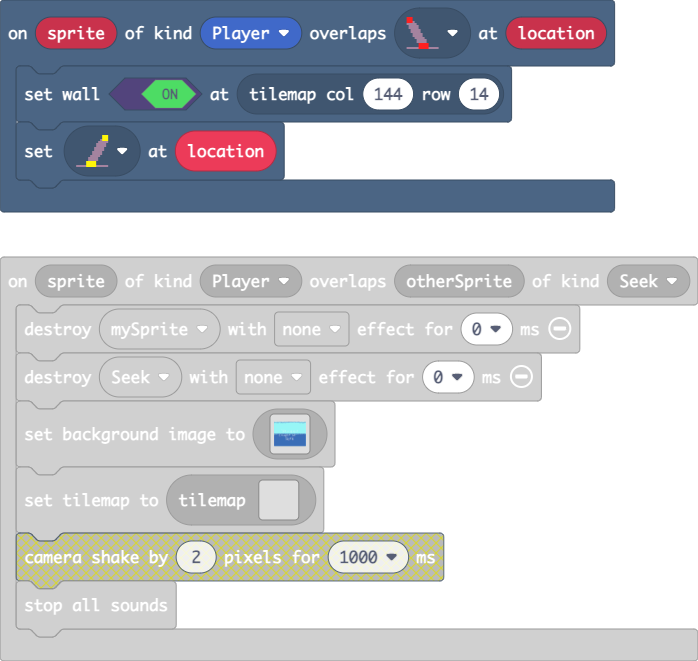 on sprite of kind Player overlaps at location
set wall ON at tilemap col 144 row 14
set at location
on sprite of kind Player overlaps otherSprite of kind Seek
destroy mySprite with none effect for 0 ms
destroy Seek with none effect for 0 ms
set background image to
set tilemap to tilemap
camera shake by 2 pixels for 1000 ms
stop all sounds